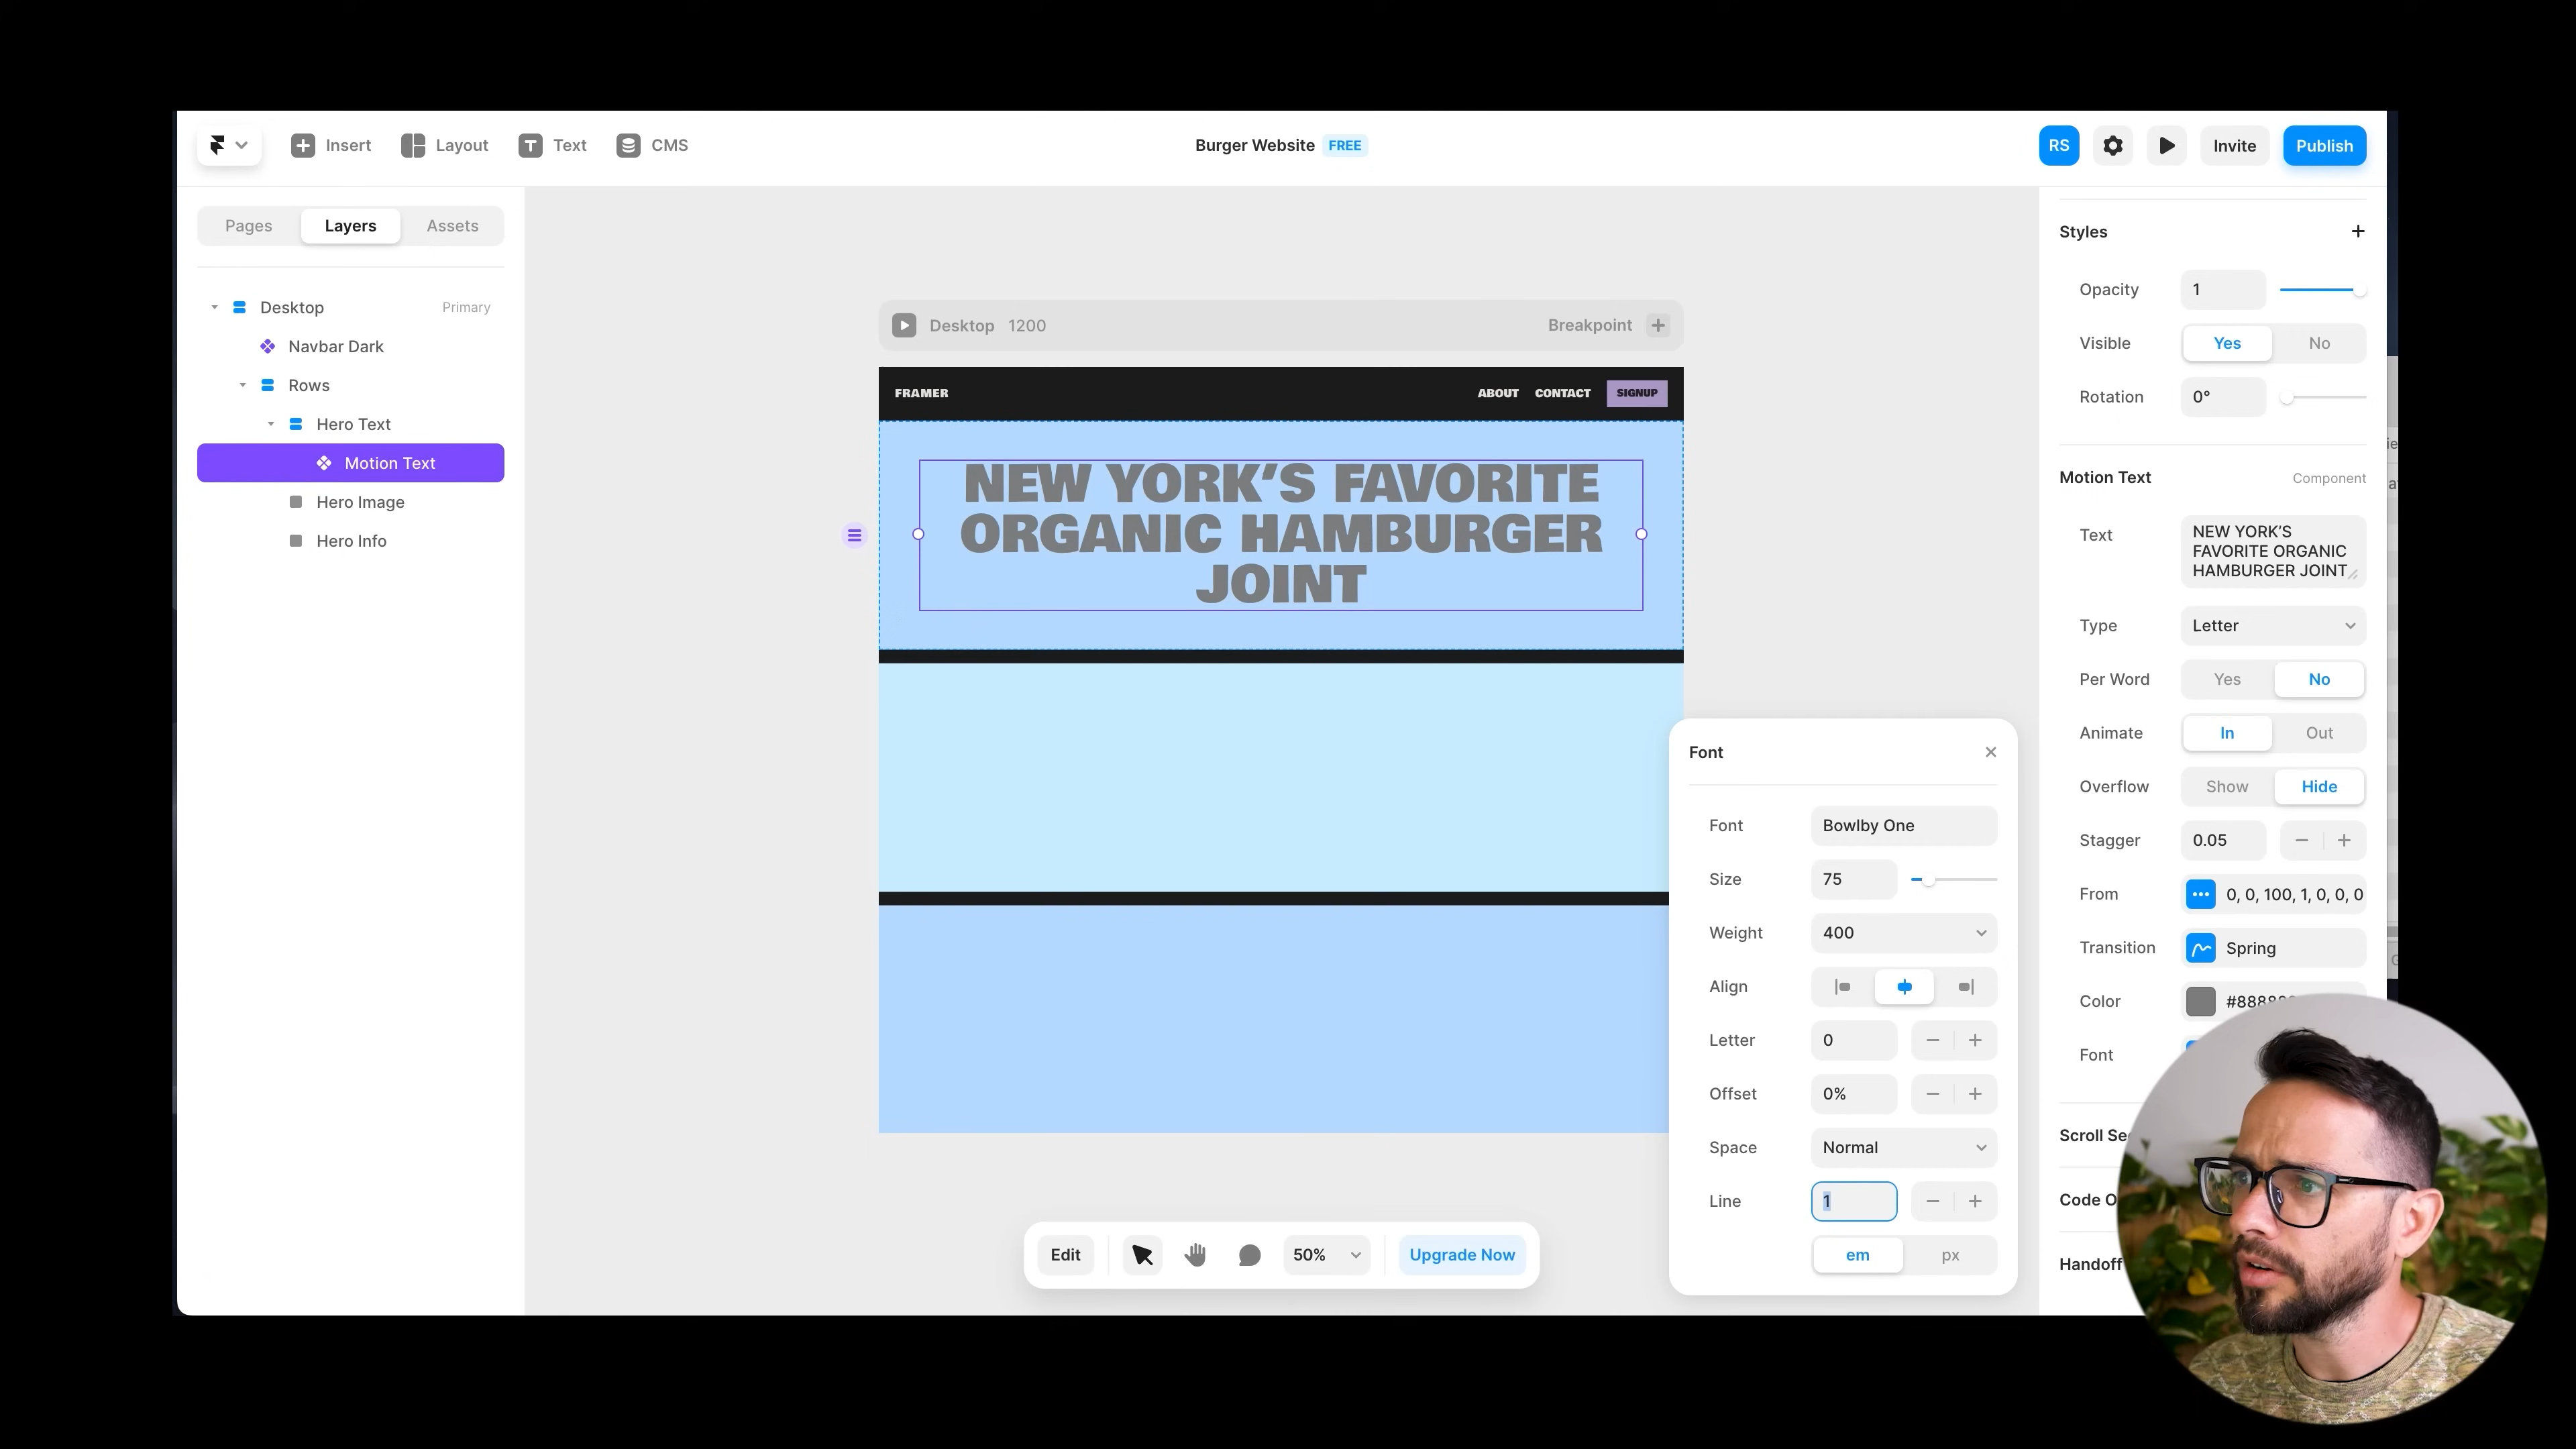 Insert
Layout
Text
CMS
Burger Website FREE
RS
Invite
Publish
Pages
Layers
Assets
Desktop
Primary
Navbar Dark
Rows
Hero Text
Motion Text
Hero Image
Hero Info
Desktop 1200
Breakpoint
FRAMER
ABOUT
CONTACT
SIGNUP
NEW YORK’S FAVORITE
ORGANIC HAMBURGER
JOINT
Edit
50%
Upgrade Now
Font
Font Bowlby One
Size 75
Weight 400
Align
Letter 0
Offset 0%
Space Normal
Line 1
em px
Styles
Opacity 1
Visible Yes No
Rotation 0°
Motion Text Component
Text
NEW YORK’S
FAVORITE ORGANIC
HAMBURGER JOINT
Type Letter
Per Word Yes No
Animate In Out
Overflow Show Hide
Stagger 0.05
From 0, 0, 100, 1, 0, 0, 0
Transition Spring
Color
Font
Scroll
Code
Handoff